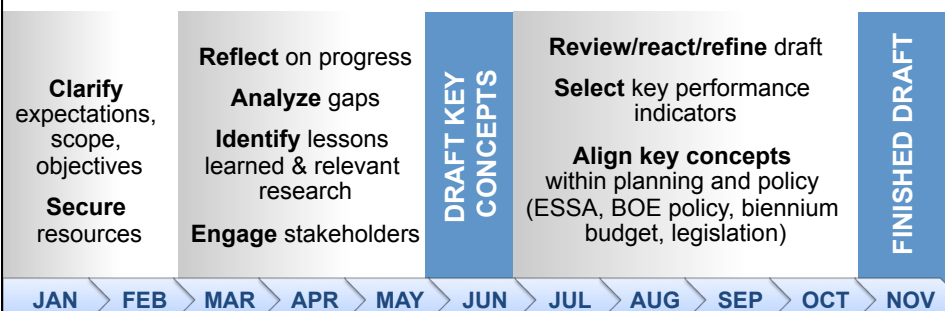 Clarify
expectations,
scope,
objectives
Secure
resources
Reflect on progress
Analyze gaps
Identify lessons
learned & relevant
research
Engage stakeholders
DRAFT KEY
CONCEPTS
Review/react/refine draft
Select key performance
indicators
Align key concepts
within planning and policy
(ESSA, BOE policy, biennium
budget, legislation)
FINISHED DRAFT
JAN FEB MAR APR MAY JUN JUL AUG SEP OCT NOV